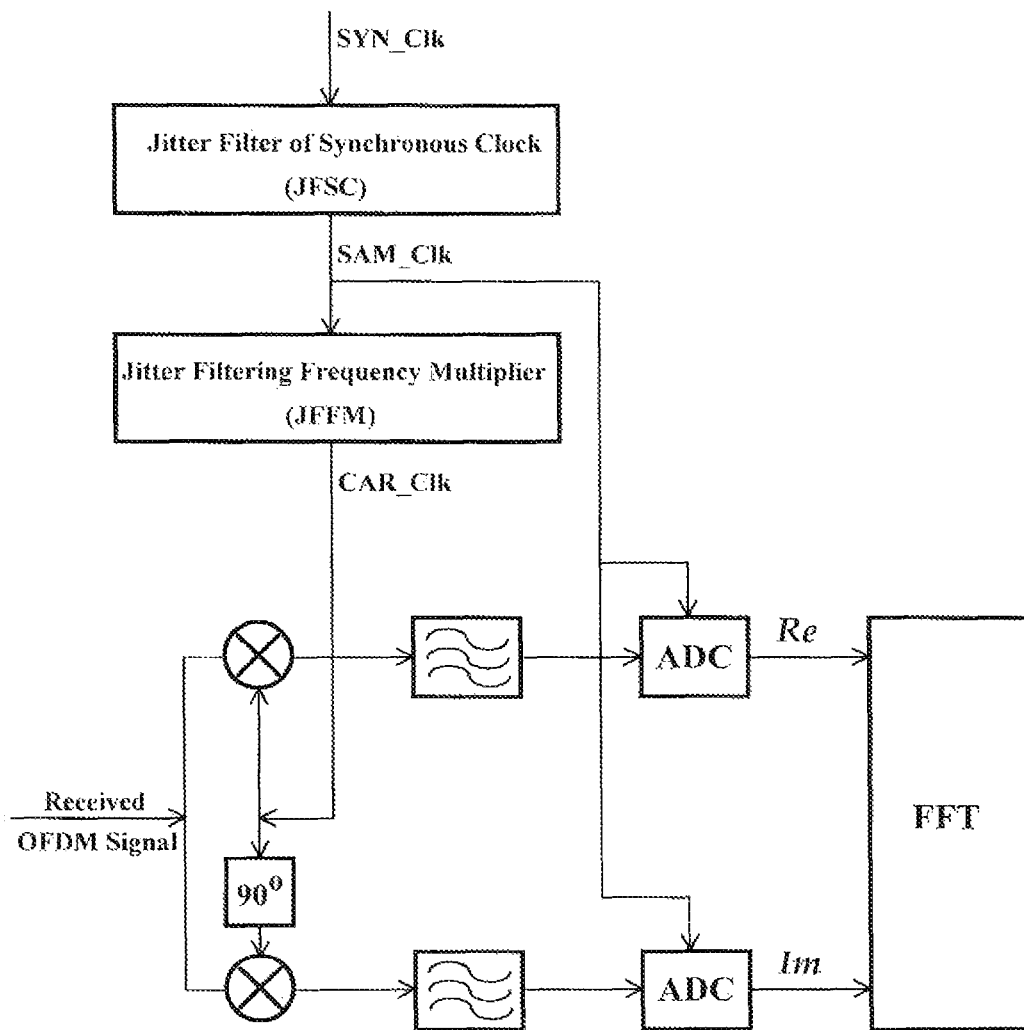 SYN_Clk
Jitter Filter of Synchronous Clock
(JFSC)
SAM_Clk
Jitter Filtering Frequency Multiplier
(JFFM)
CAR_Clk
ADC
Re
Received
OFDM Signal
FFT
90⁰
ADC
Im